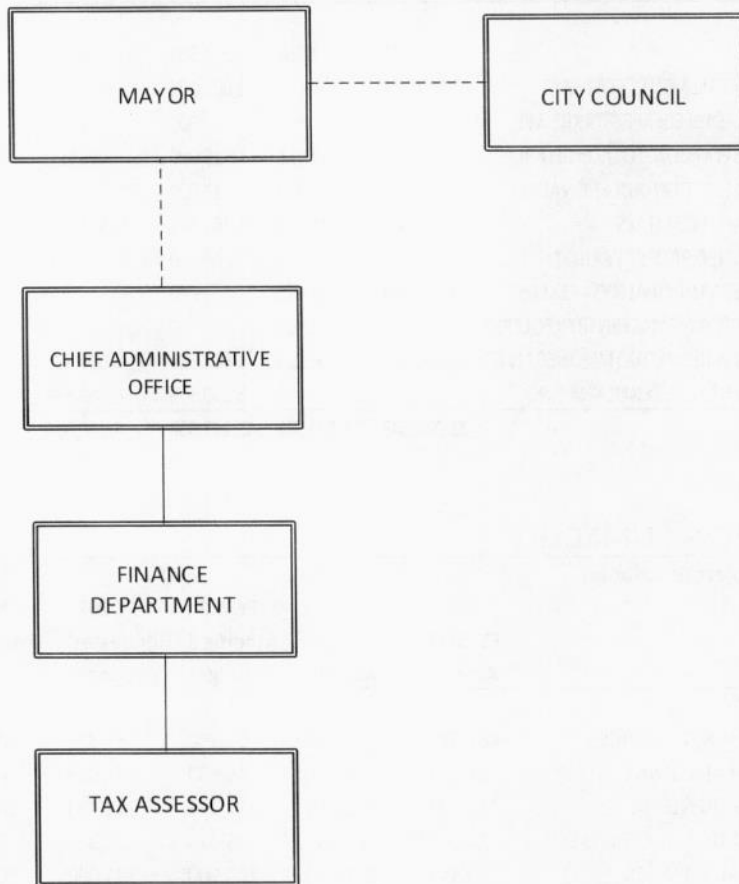 MAYOR
CITY COUNCIL
CHIEF ADMINISTRATIVE
OFFICE
FINANCE
DEPARTMENT
TAX ASSESSOR